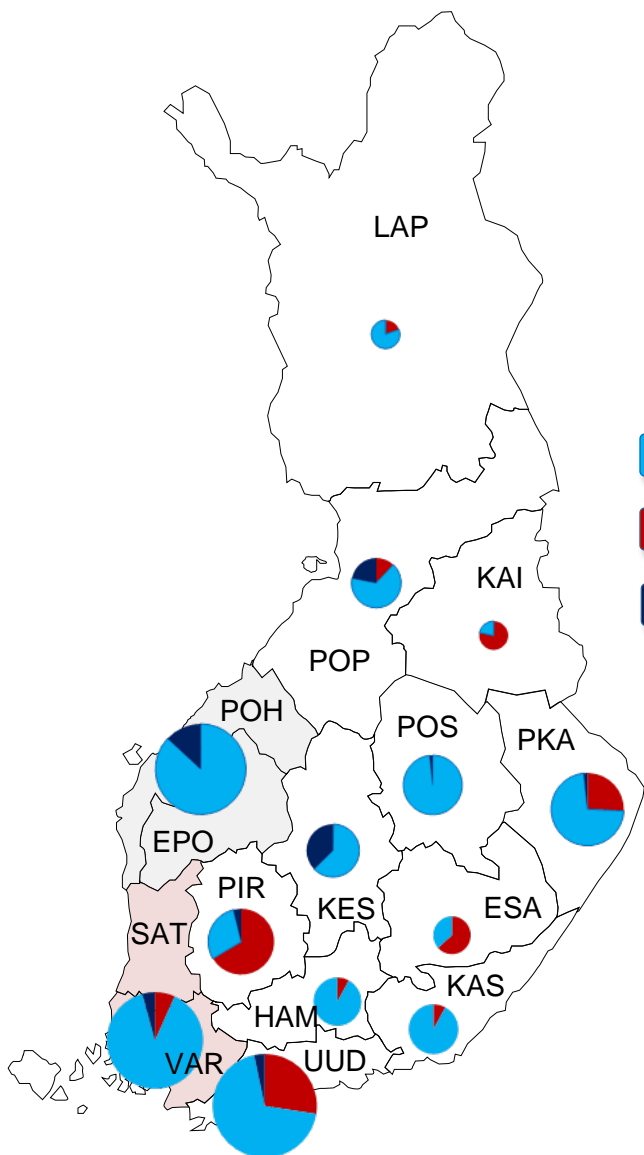 LAP
KAI
POP
POH
POS
PKA
EPO
PIR
KES
ESA
SAT
KAS
HAM
VAR
UUD